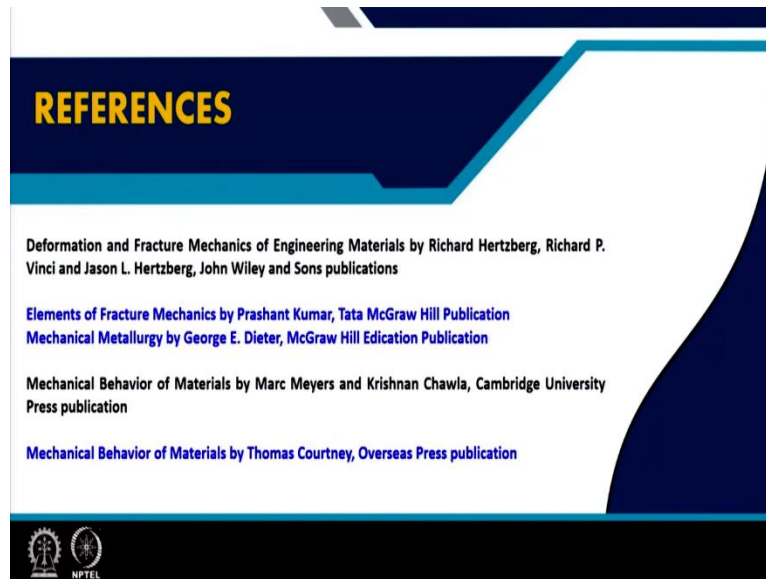 REFERENCES
Deformation and Fracture Mechanics of Engineering Materials by Richard Hertzberg, Richard P.
Vinci and Jason L. Hertzberg, John Wiley and Sons publications
Elements of Fracture Mechanics by Prashant Kumar, Tata McGraw Hill Publication
Mechanical Metallurgy by George E. Dieter, McGraw Hill Edication Publication
Mechanical Behavior of Materials by Marc Meyers and Krishnan Chawla, Cambridge University
Press publication
Mechanical Behavior of Materials by Thomas Courtney, Overseas Press publication
NPTEL